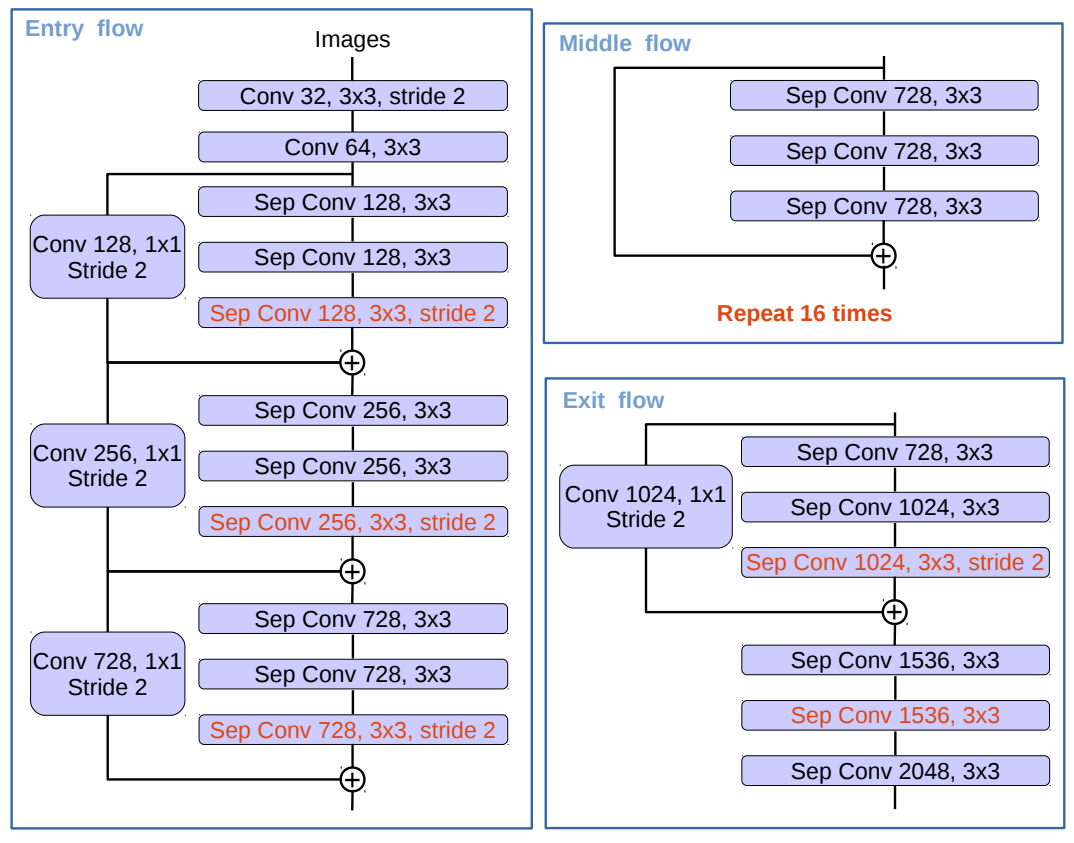 Entry flow
Images
Conv 32, 3x3, stride 2
Conv 64, 3x3
Sep Conv 128, 3x3
Conv 128, 1x1
Stride 2
Sep Conv 128, 3x3
Sep Conv 128, 3x3, stride 2
Sep Conv 256, 3x3
Conv 256, 1x1
Stride 2
Sep Conv 256, 3x3
Sep Conv 256, 3x3, stride 2
Sep Conv 728, 3x3
Conv 728, 1x1
Stride 2
Sep Conv 728, 3x3
Sep Conv 728, 3x3, stride 2
Middle flow
Sep Conv 728, 3x3
Sep Conv 728, 3x3
Sep Conv 728, 3x3
Repeat 16 times
Exit flow
Sep Conv 728, 3x3
Conv 1024, 1x1
Stride 2
Sep Conv 1024, 3x3
Sep Conv 1024, 3x3, stride 2
Sep Conv 1536, 3x3
Sep Conv 1536, 3x3
Sep Conv 2048, 3x3